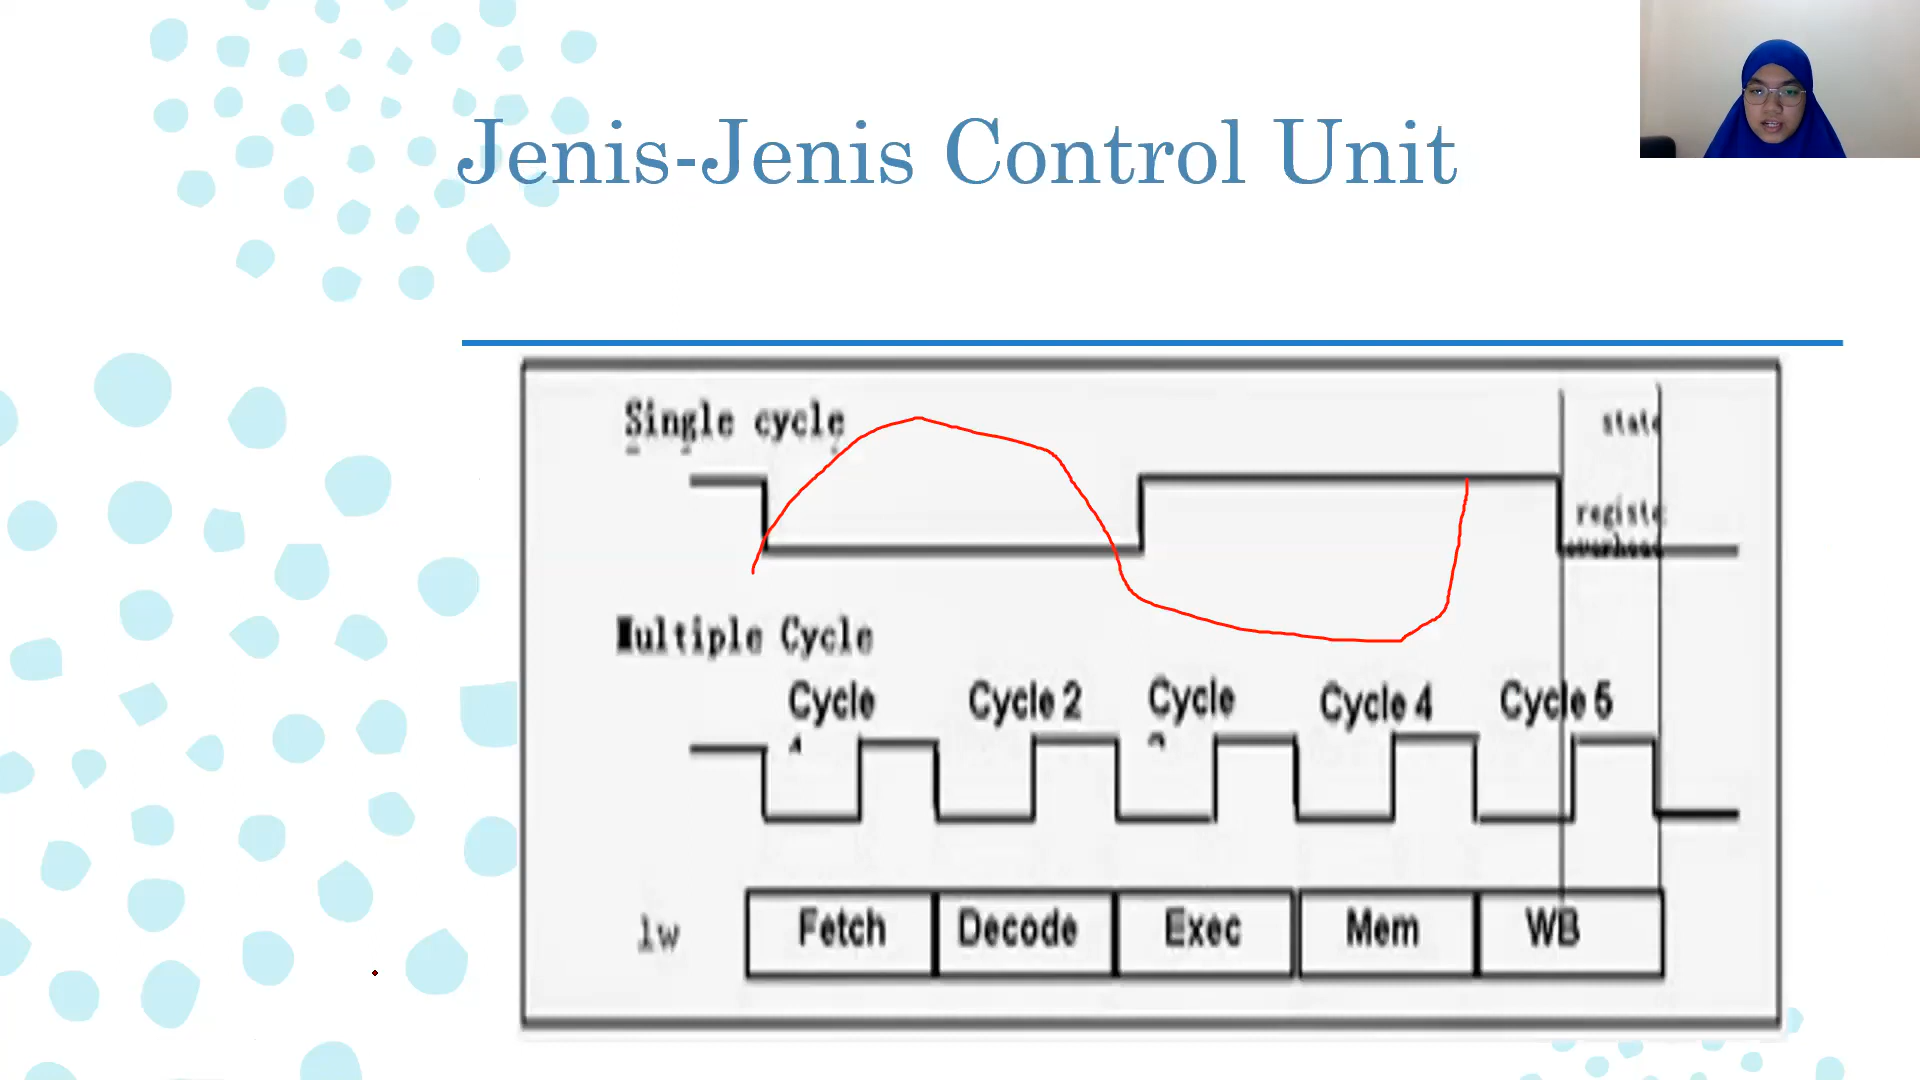 Jenis-Jenis Control Unit
Single cycle
state
Multiple Cycle
Cycle
Cycle 2
Cycle
Cycle 4
Cycle 5
lw
Fetch
Decode
Exec
Mem
WB